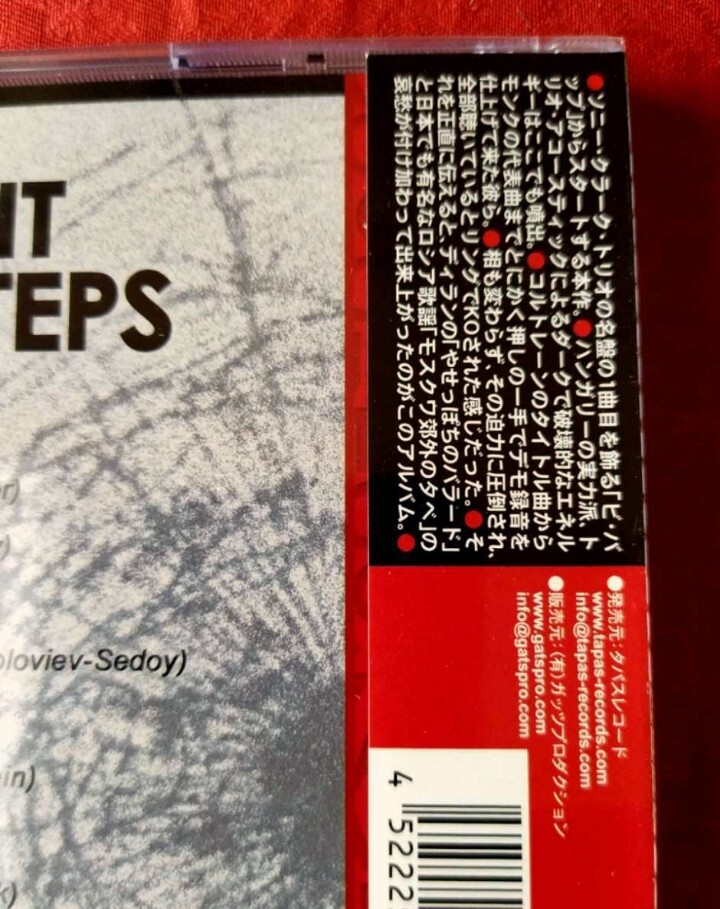 NT
TEPS
er)
r)
oloviev-Sedoy)
ein)
k)
●ソニー・クラーク・トリオの名盤の1曲目を飾る「ビ・バ
ップ」からスタートする本作。●ハンガリーの実力派、ト
リオ・アコースティックによるダークで破壊的なエネル
ギーはここでも噴出。●コルトレーンのタイトル曲から
モンクの代表曲までとにかく押しの一手でデモ録音を
仕上げて来た彼ら。●相も変わらず、その迫力に圧倒され、
全部聴いているとリングでKOされた感じだった。●そ
れを正直に伝えると、ディランの「やせっぽちのバラード」
と日本でも有名なロシア歌謡「モスクワ郊外の夕べ」の
哀愁が付け加わって出来上がったのがこのアルバム。●
●発売元：タパスレコード
www.tapas-records.com
info@tapas-records.com
●販売元：(有)ガッツプロダクション
www.gatspro.com
info@gatspro.com
4 5222